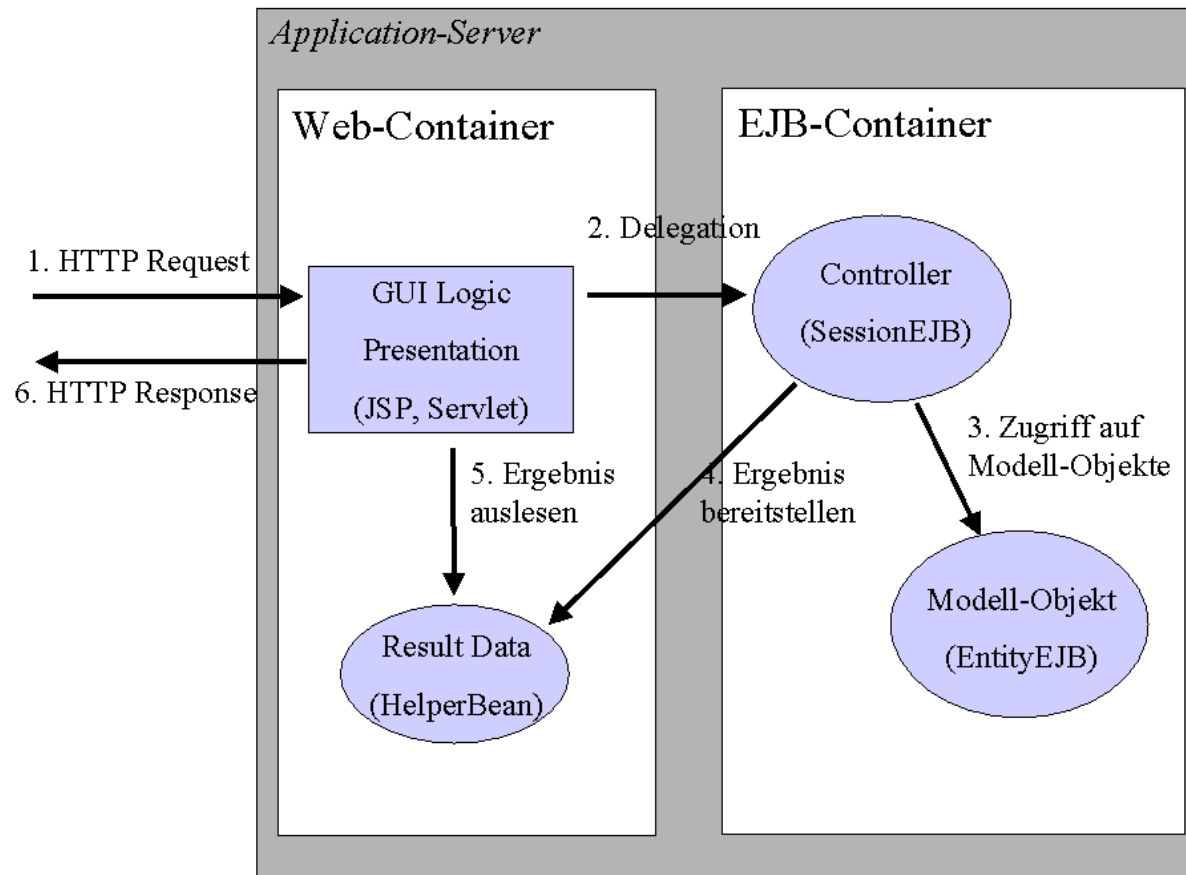 Application-Server
Web-Container
EJB-Container
1. HTTP Request
2. Delegation
GUI Logic
Presentation
(JSP, Servlet)
Controller
(SessionEJB)
6. HTTP Response
3. Zugriff auf
Modell-Objekte
5. Ergebnis
auslesen
4. Ergebnis
bereitstellen
Modell-Objekt
(EntityEJB)
Result Data
(HelperBean)